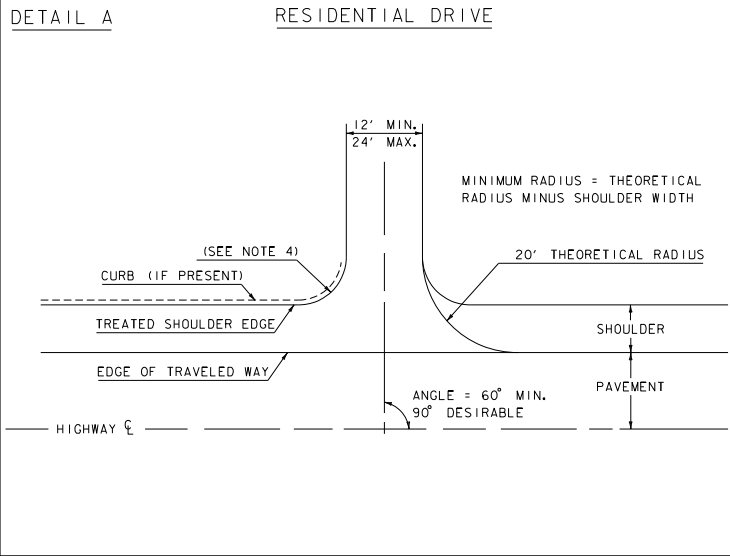 DETAIL A
RESIDENTIAL DRIVE
12' MIN.
24' MAX.
MINIMUM RADIUS = THEORETICAL
RADIUS MINUS SHOULDER WIDTH
(SEE NOTE 4)
20' THEORETICAL RADIUS
CURB (IF PRESENT)
TREATED SHOULDER EDGE
SHOULDER
EDGE OF TRAVELED WAY
PAVEMENT
ANGLE = 60° MIN.
90° DESIRABLE
HIGHWAY ℄